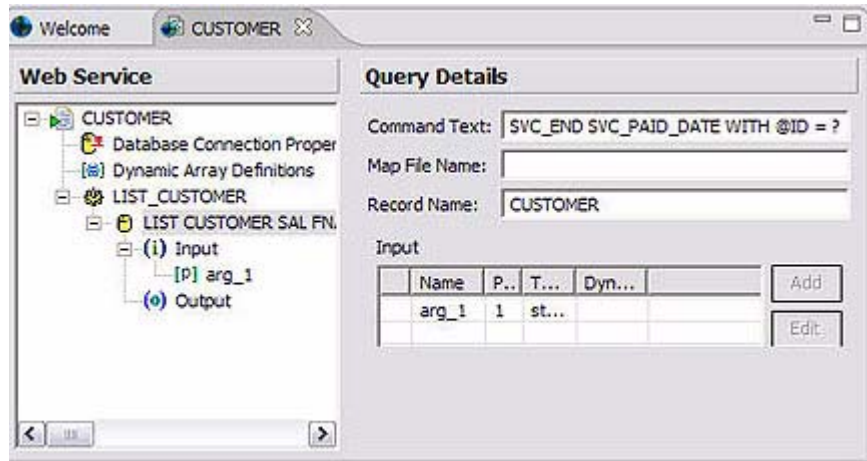 Welcome
CUSTOMER
Web Service
CUSTOMER
Database Connection Proper
Dynamic Array Definitions
LIST_CUSTOMER
LIST CUSTOMER SAL FN
(i) Input
[P] arg_1
(o) Output
Query Details
Command Text: SVC_END SVC_PAID_DATE WITH @ID = ?
Map File Name:
Record Name: CUSTOMER
Input
Name P.. T... Dyn...
arg_1 1 st...
Add
Edit